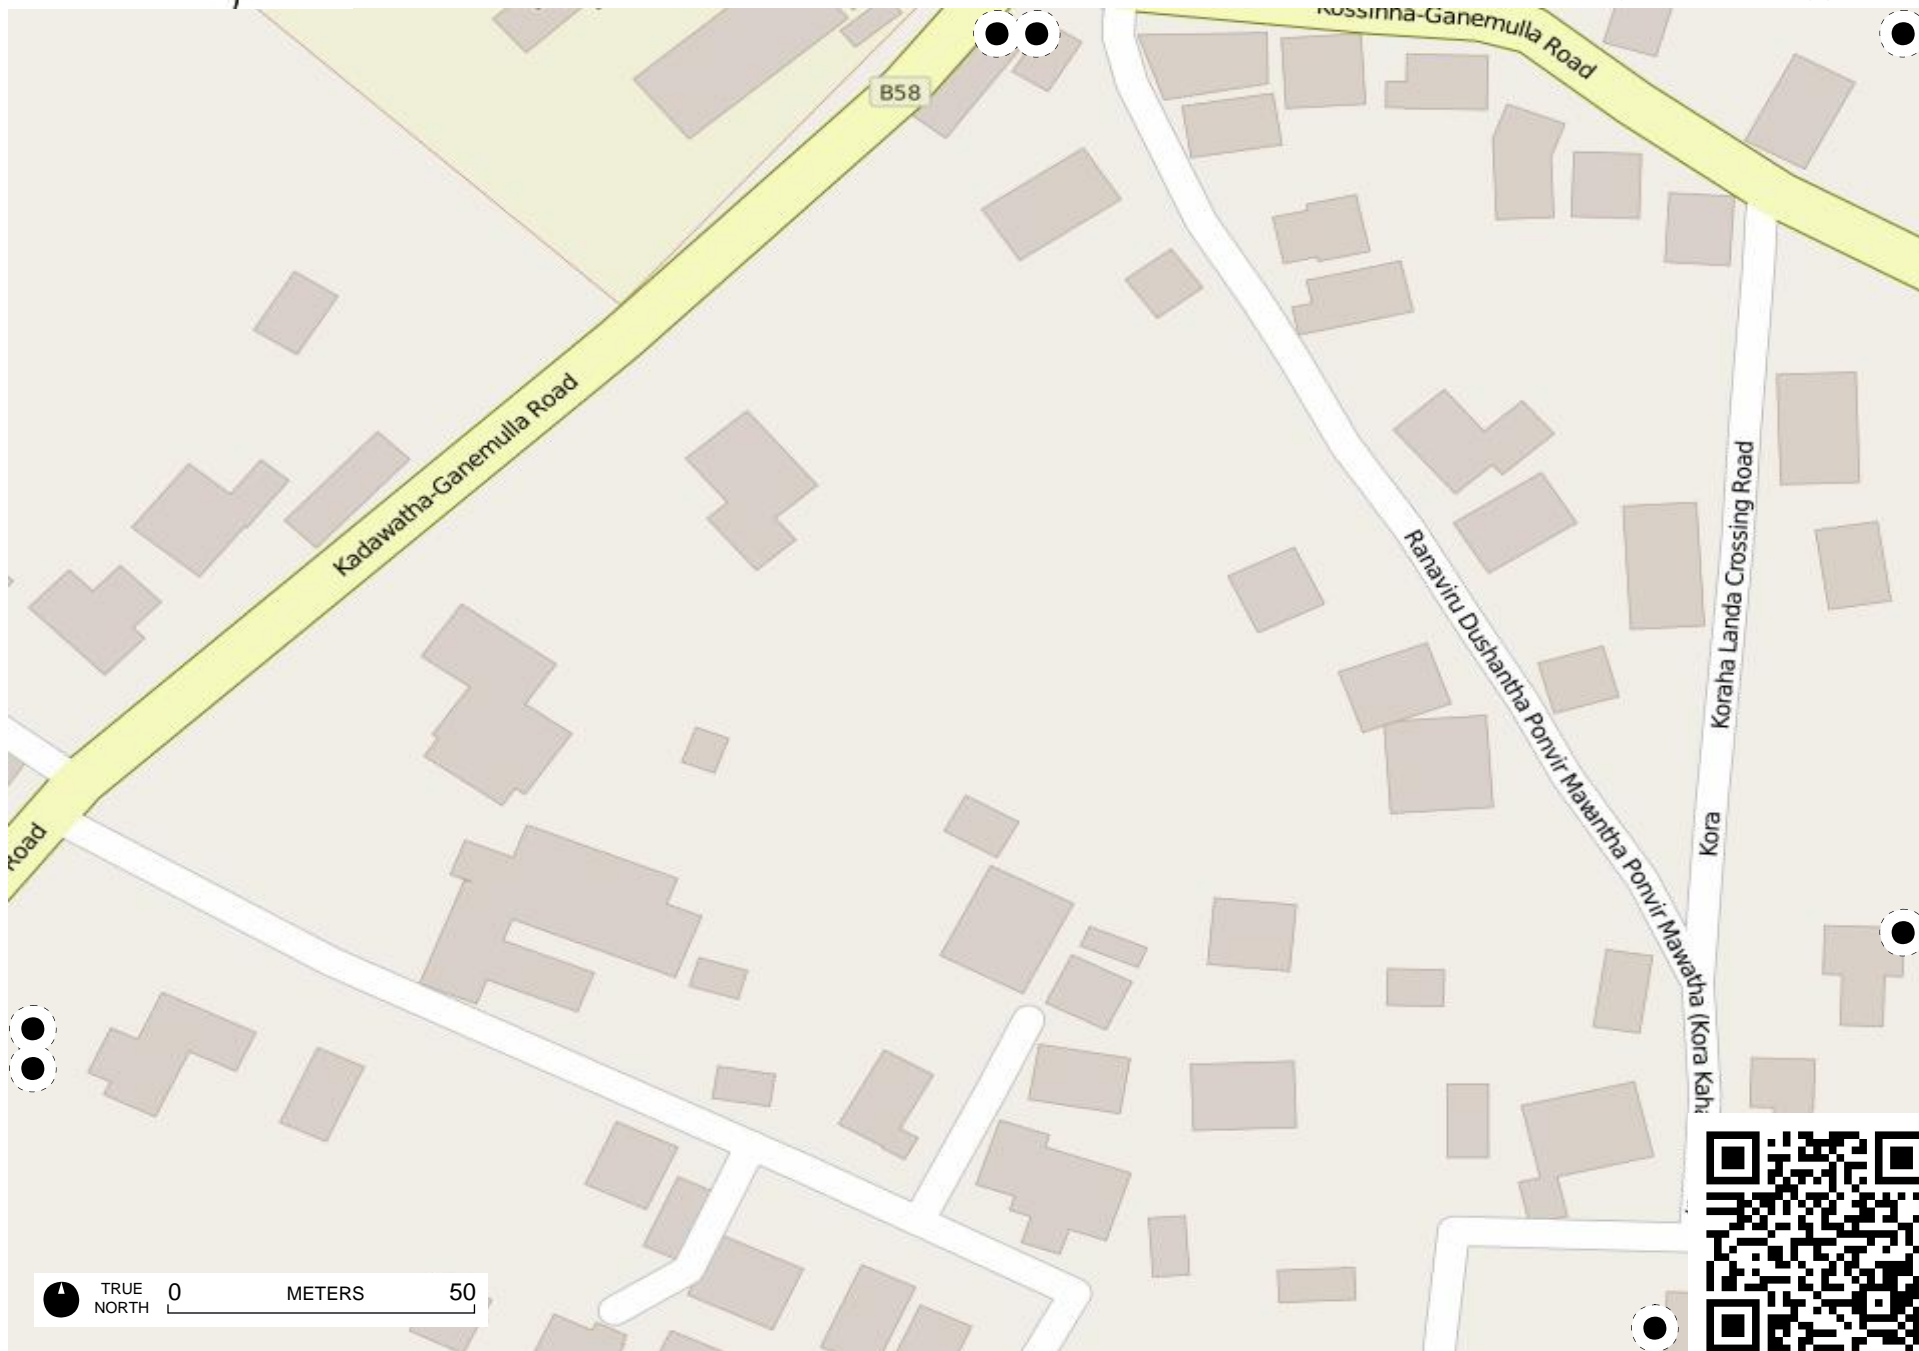 Kossinna-Ganemulla Road
B58
Kadawatha-Ganemulla Road
Koraha Landa Crossing Road
Ranaviru Dushantha Ponvir Mawantha Ponvir Mawatha (Kora Kaha
Kora
Road
TRUE
NORTH
0 METERS 50